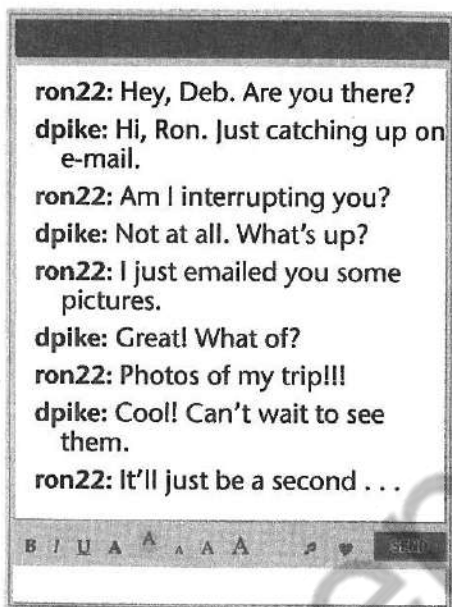 ron22: Hey, Deb. Are you there?
dpike: Hi, Ron. Just catching up on
e-mail.
ron22: Am I interrupting you?
dpike: Not at all. What's up?
ron22: I just emailed you some
pictures.
dpike: Great! What of?
ron22: Photos of my trip!!!
dpike: Cool! Can't wait to see
them.
ron22: It'll just be a second . . .
B I U A A A A A SEND